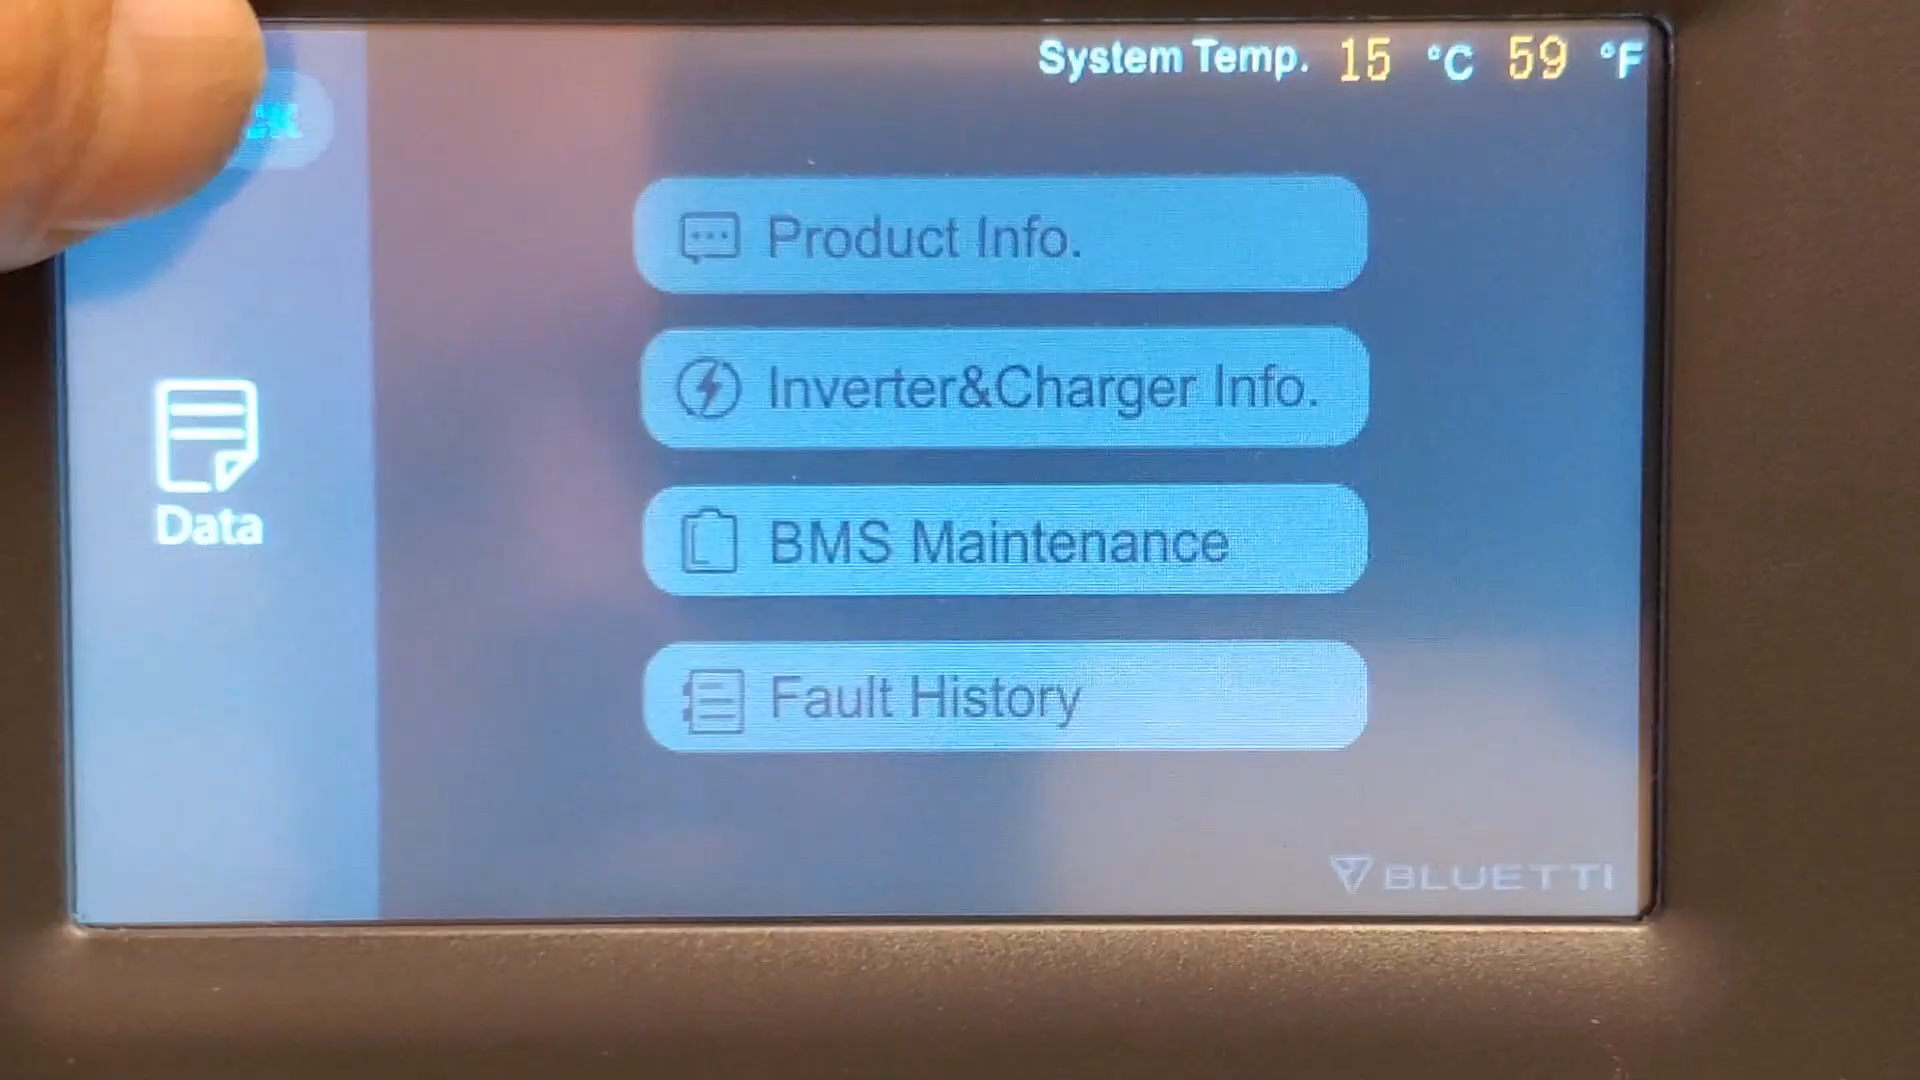 System Temp. 15 °C 59 °F
Product Info.
Inverter&Charger Info.
BMS Maintenance
Fault History
Data
BLUETTI